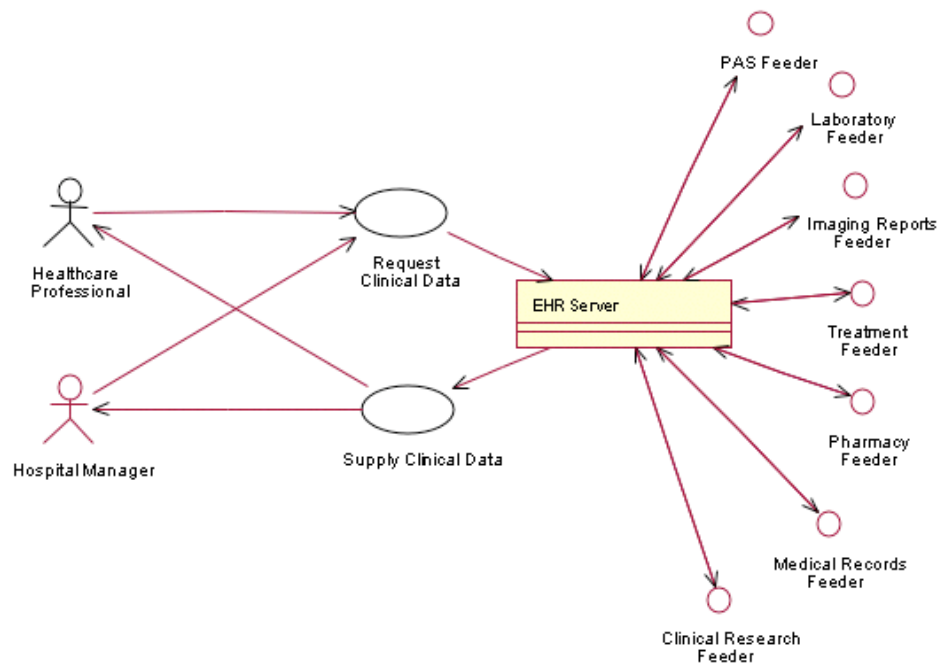 PAS Feeder
Laboratory
Feeder
Imaging Reports
Feeder
Healthcare
Professional
Request
Clinical Data
EHR Server
Treatment
Feeder
Hospital Manager
Supply Clinical Data
Pharmacy
Feeder
Medical Records
Feeder
Clinical Research
Feeder